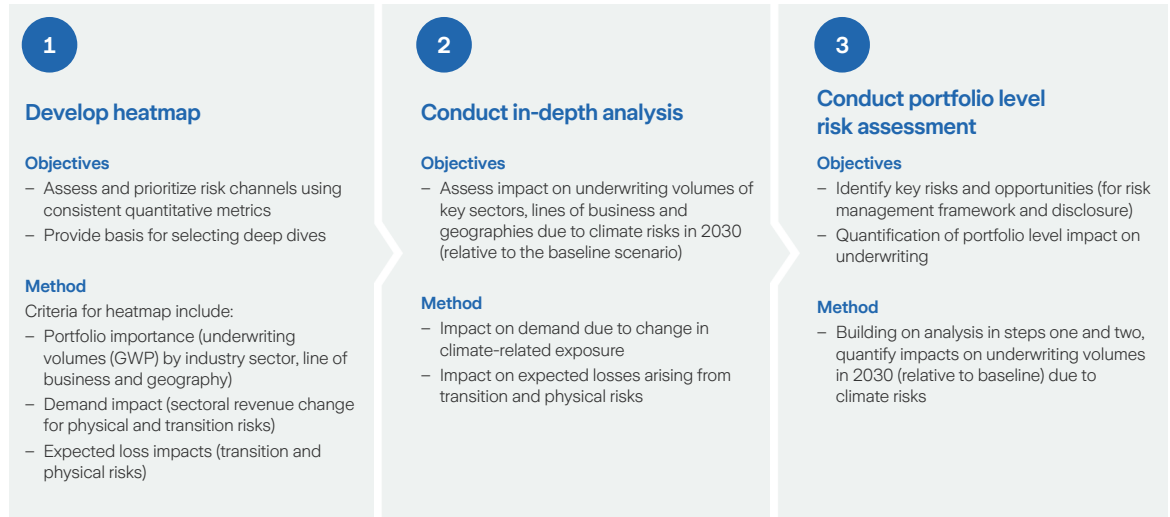 1
Develop heatmap
Objectives
– Assess and prioritize risk channels using
consistent quantitative metrics
– Provide basis for selecting deep dives
Method
Criteria for heatmap include:
– Portfolio importance (underwriting
volumes (GWP) by industry sector, line of
business and geography)
– Demand impact (sectoral revenue change
for physical and transition risks)
– Expected loss impacts (transition and
physical risks)
2
Conduct in-depth analysis
Objectives
– Assess impact on underwriting volumes of
key sectors, lines of business and
geographies due to climate risks in 2030
(relative to the baseline scenario)
Method
– Impact on demand due to change in
climate-related exposure
– Impact on expected losses arising from
transition and physical risks
3
Conduct portfolio level
risk assessment
Objectives
– Identify key risks and opportunities (for risk
management framework and disclosure)
– Quantification of portfolio level impact on
underwriting
Method
– Building on analysis in steps one and two,
quantify impacts on underwriting volumes
in 2030 (relative to baseline) due to
climate risks